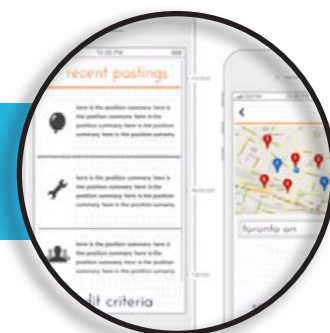 recent postings
here is the position summary. here is
the position summary. here is the
position summary. here is the position
summary. here is the position summary
here is the position summary. here is
the position summary. here is the
position summary. here is the position
summary. here is the position summary
here is the position summary. here is
the position summary. here is the
position summary. here is the position
summary. here is the position summary
dit criteria
toronto on